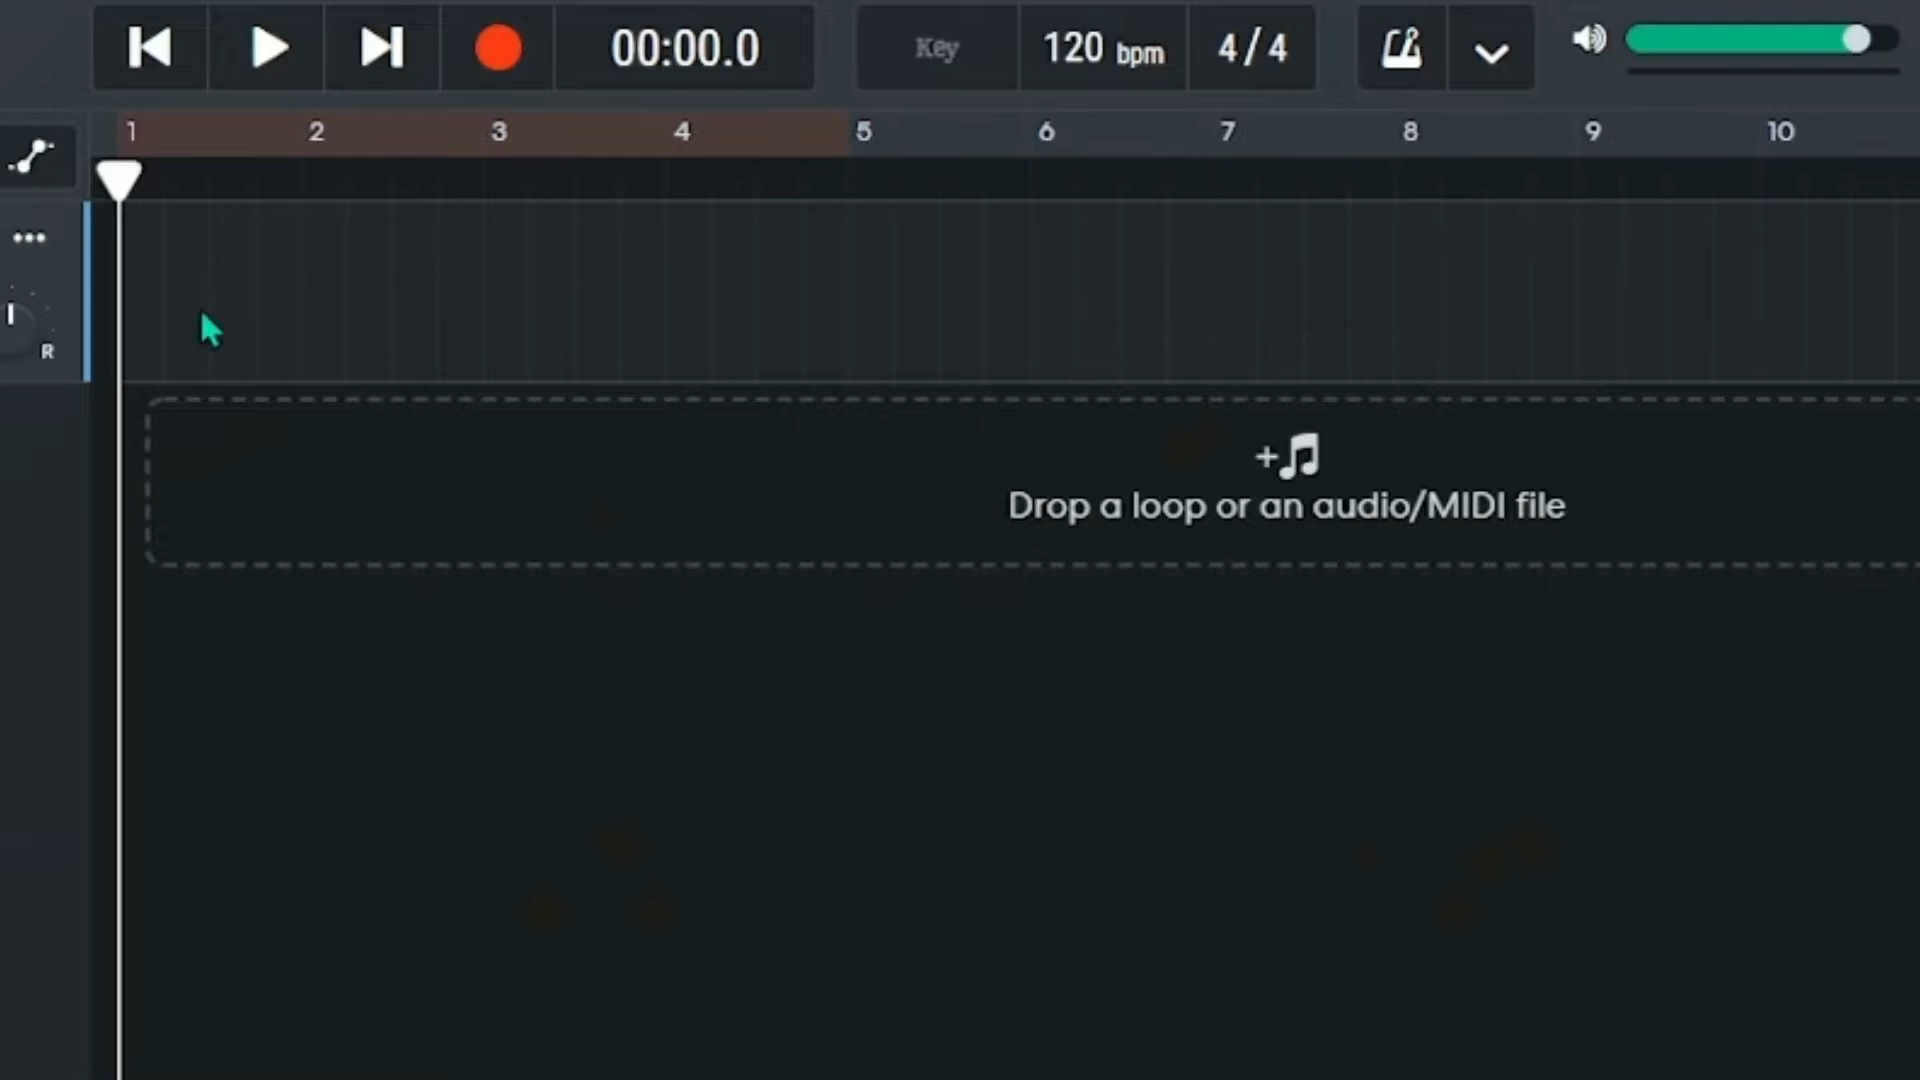 00:00.0
Key
120 bpm
4/4
1 2 3 4 5 6 7 8 9 10
R
Drop a loop or an audio/MIDI file